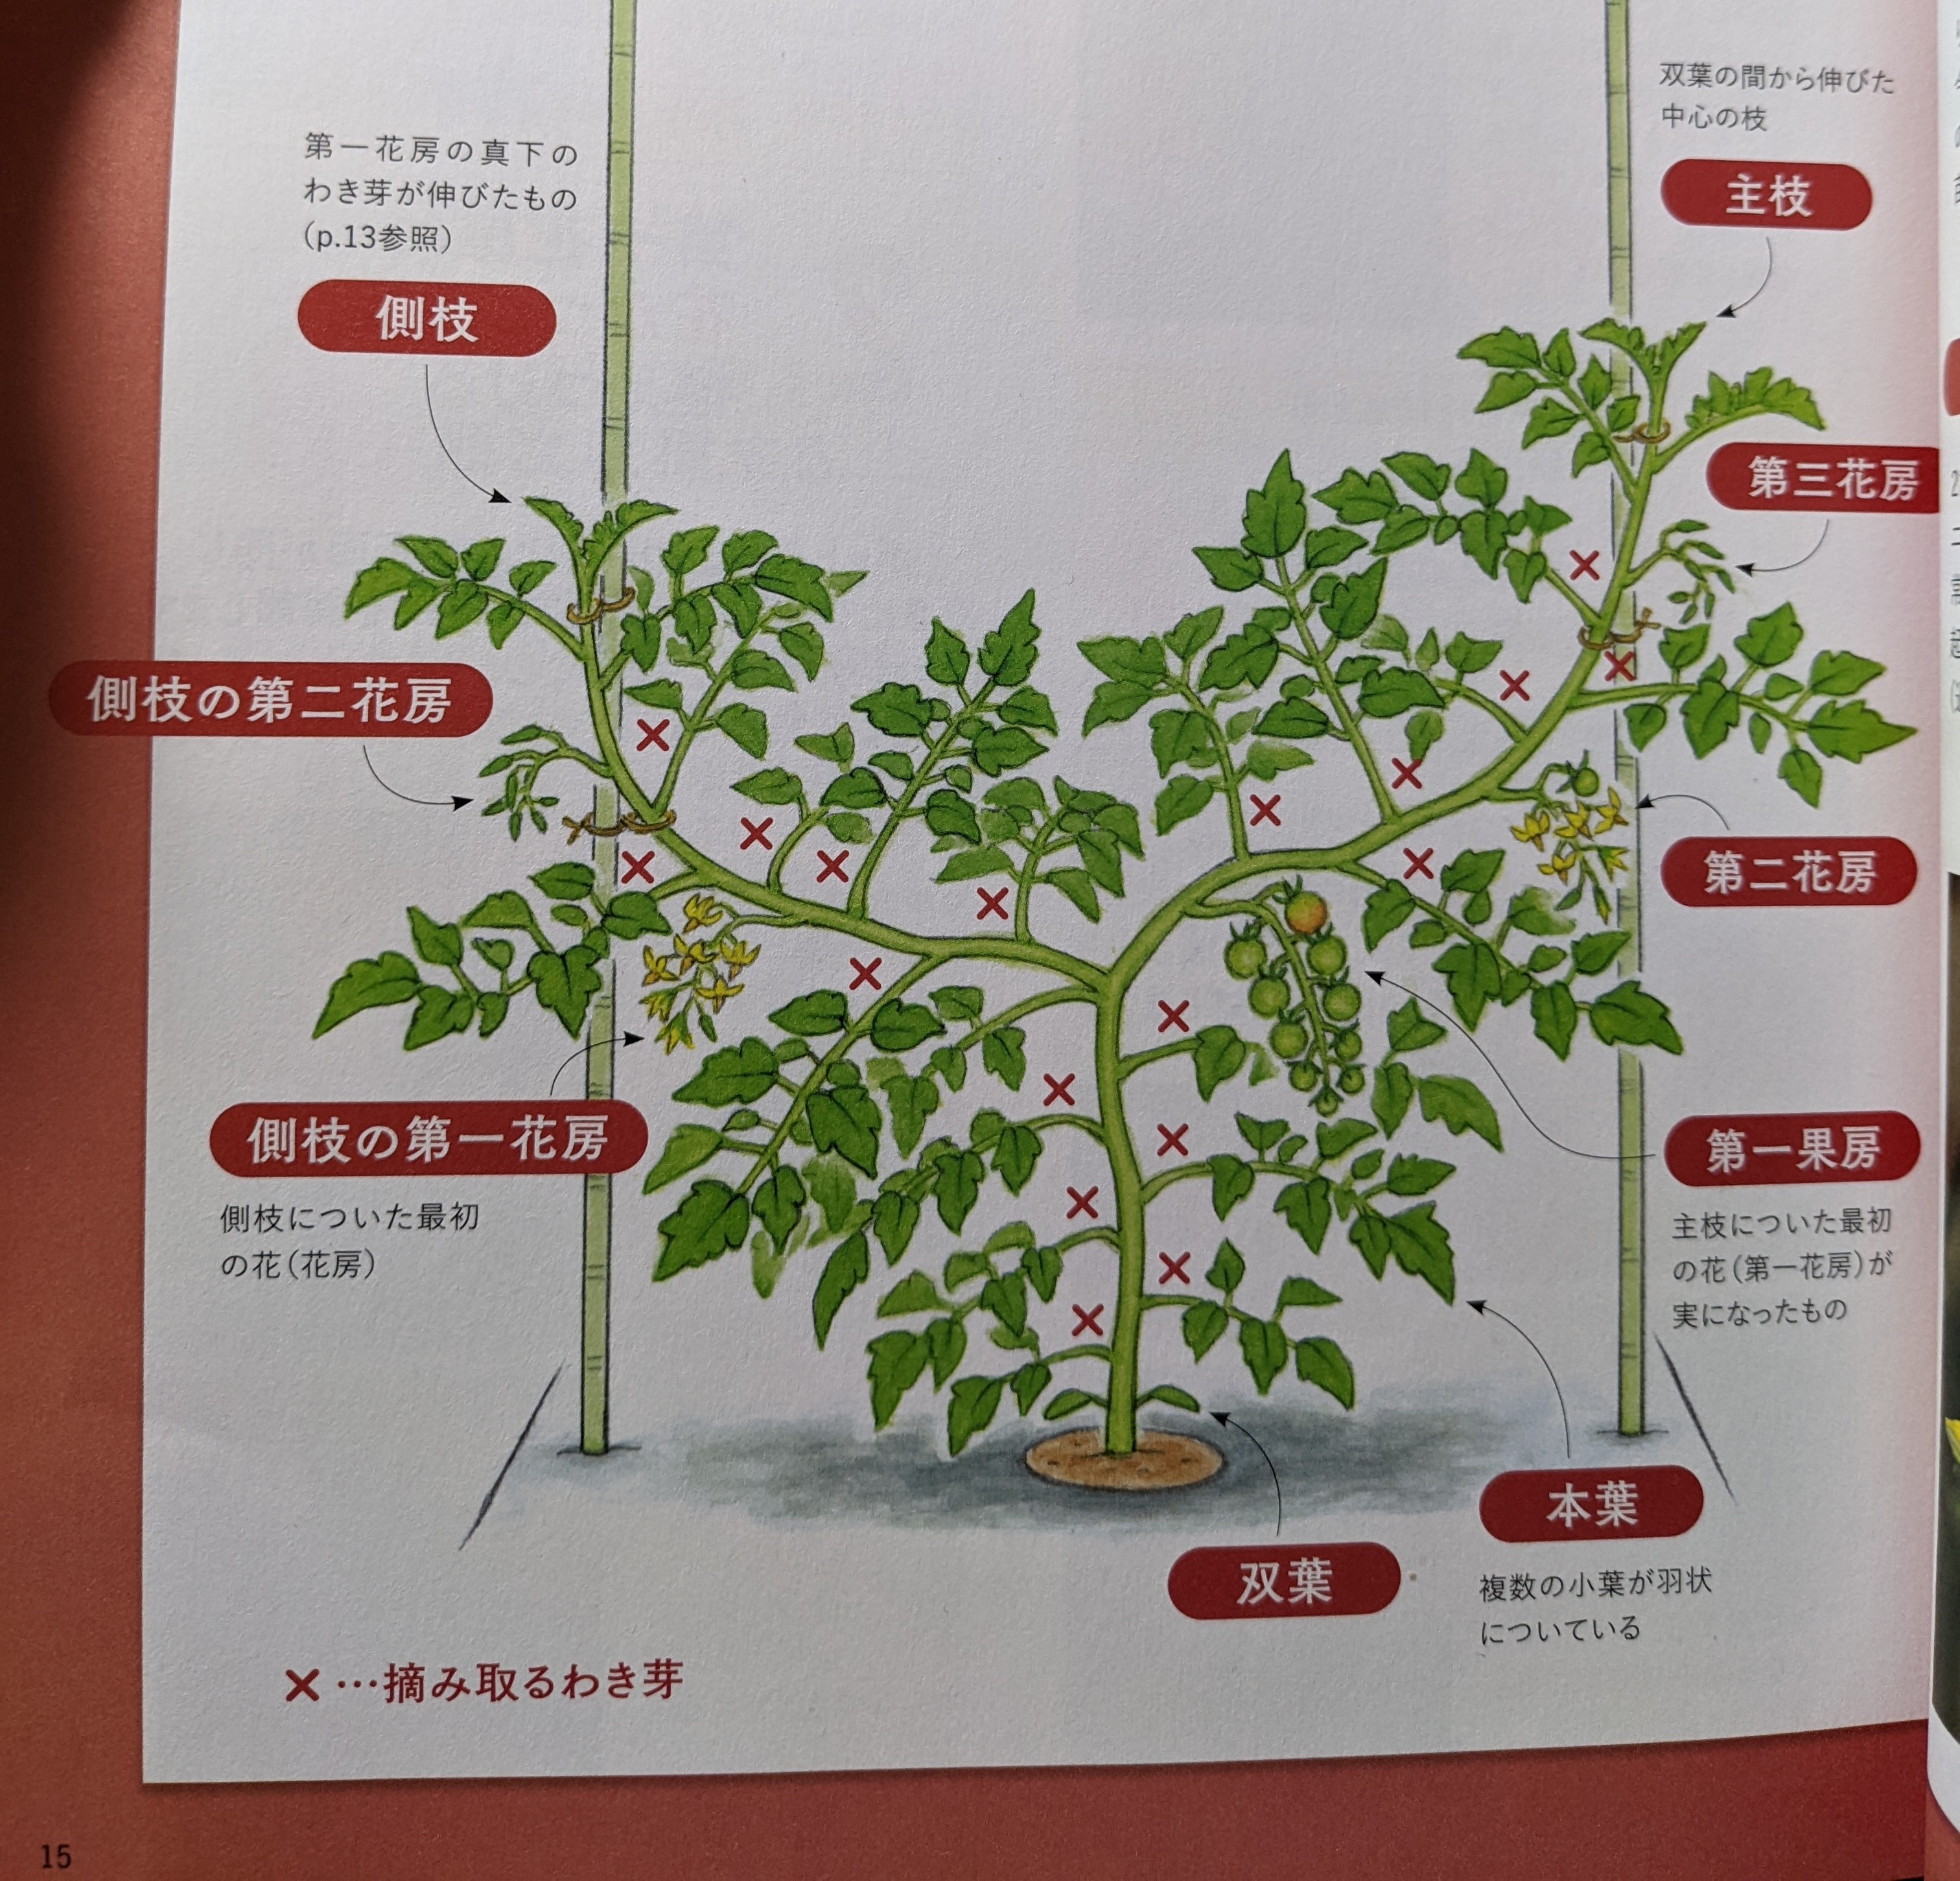 双葉の間から伸びた
中心の枝
主枝
第一花房の真下の
わき芽が伸びたもの
(p.13参照)
側枝
第三花房
側枝の第二花房
第二花房
側枝の第一花房
側枝についた最初
の花(花房)
第一果房
主枝についた最初
の花(第一花房)が
実になったもの
本葉
複数の小葉が羽状
についている
双葉
×…摘み取るわき芽
15